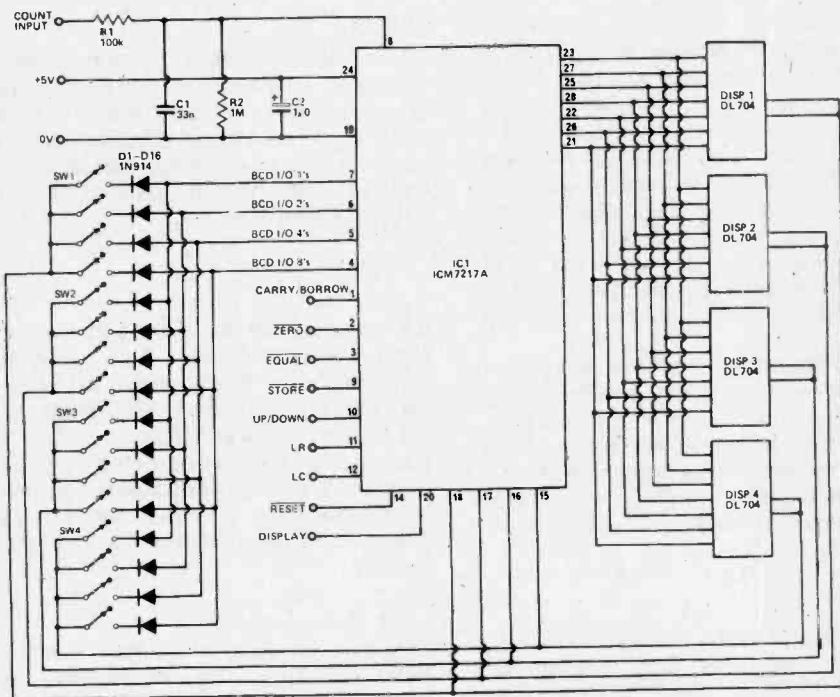 COUNT INPUT
R1
100k
+5V
C1
33n
R2
1M
C2
0V
D1–D16
1N914
SW1
SW2
SW3
SW4
BCD I/O 1's
BCD I/O 2's
BCD I/O 4's
BCD I/O 8's
CARRY/BORROW
ZERO
EQUAL
STORE
UP/DOWN
LR
LC
RESET
DISPLAY
8
24
19
7
6
5
4
1
2
3
9
10
11
12
14
20
18
17
16
15
IC1
ICM7217A
23
27
25
28
22
26
21
DISP 1
DL704
DISP 2
DL704
DISP 3
DL704
DISP 4
DL704